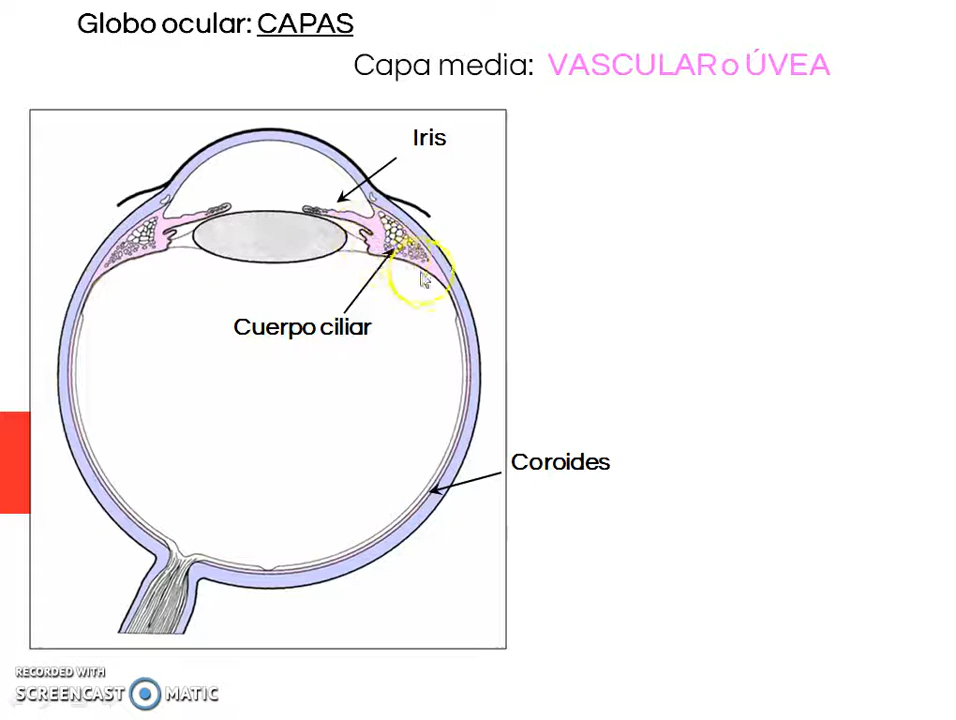 Globo ocular: CAPAS
Capa media: VASCULAR o ÚVEA
Iris
Cuerpo ciliar
Coroides
RECORDED WITH
SCREENCAST MATIC